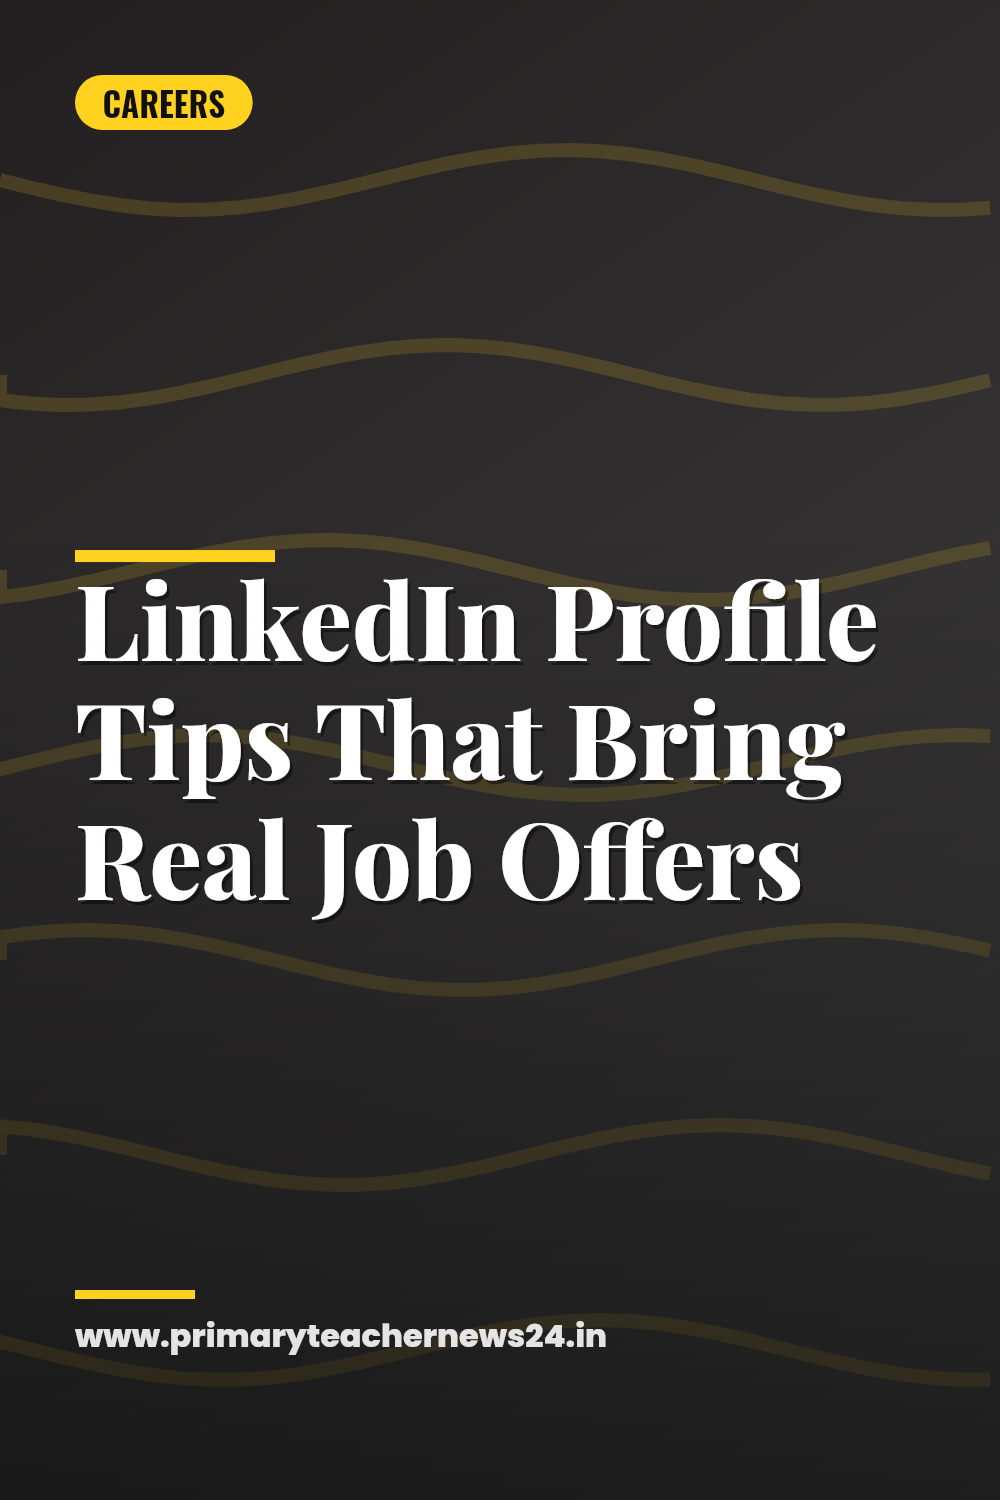 CAREERS
LinkedIn Profile
Tips That Bring
Real Job Offers
www.primaryteachernews24.in